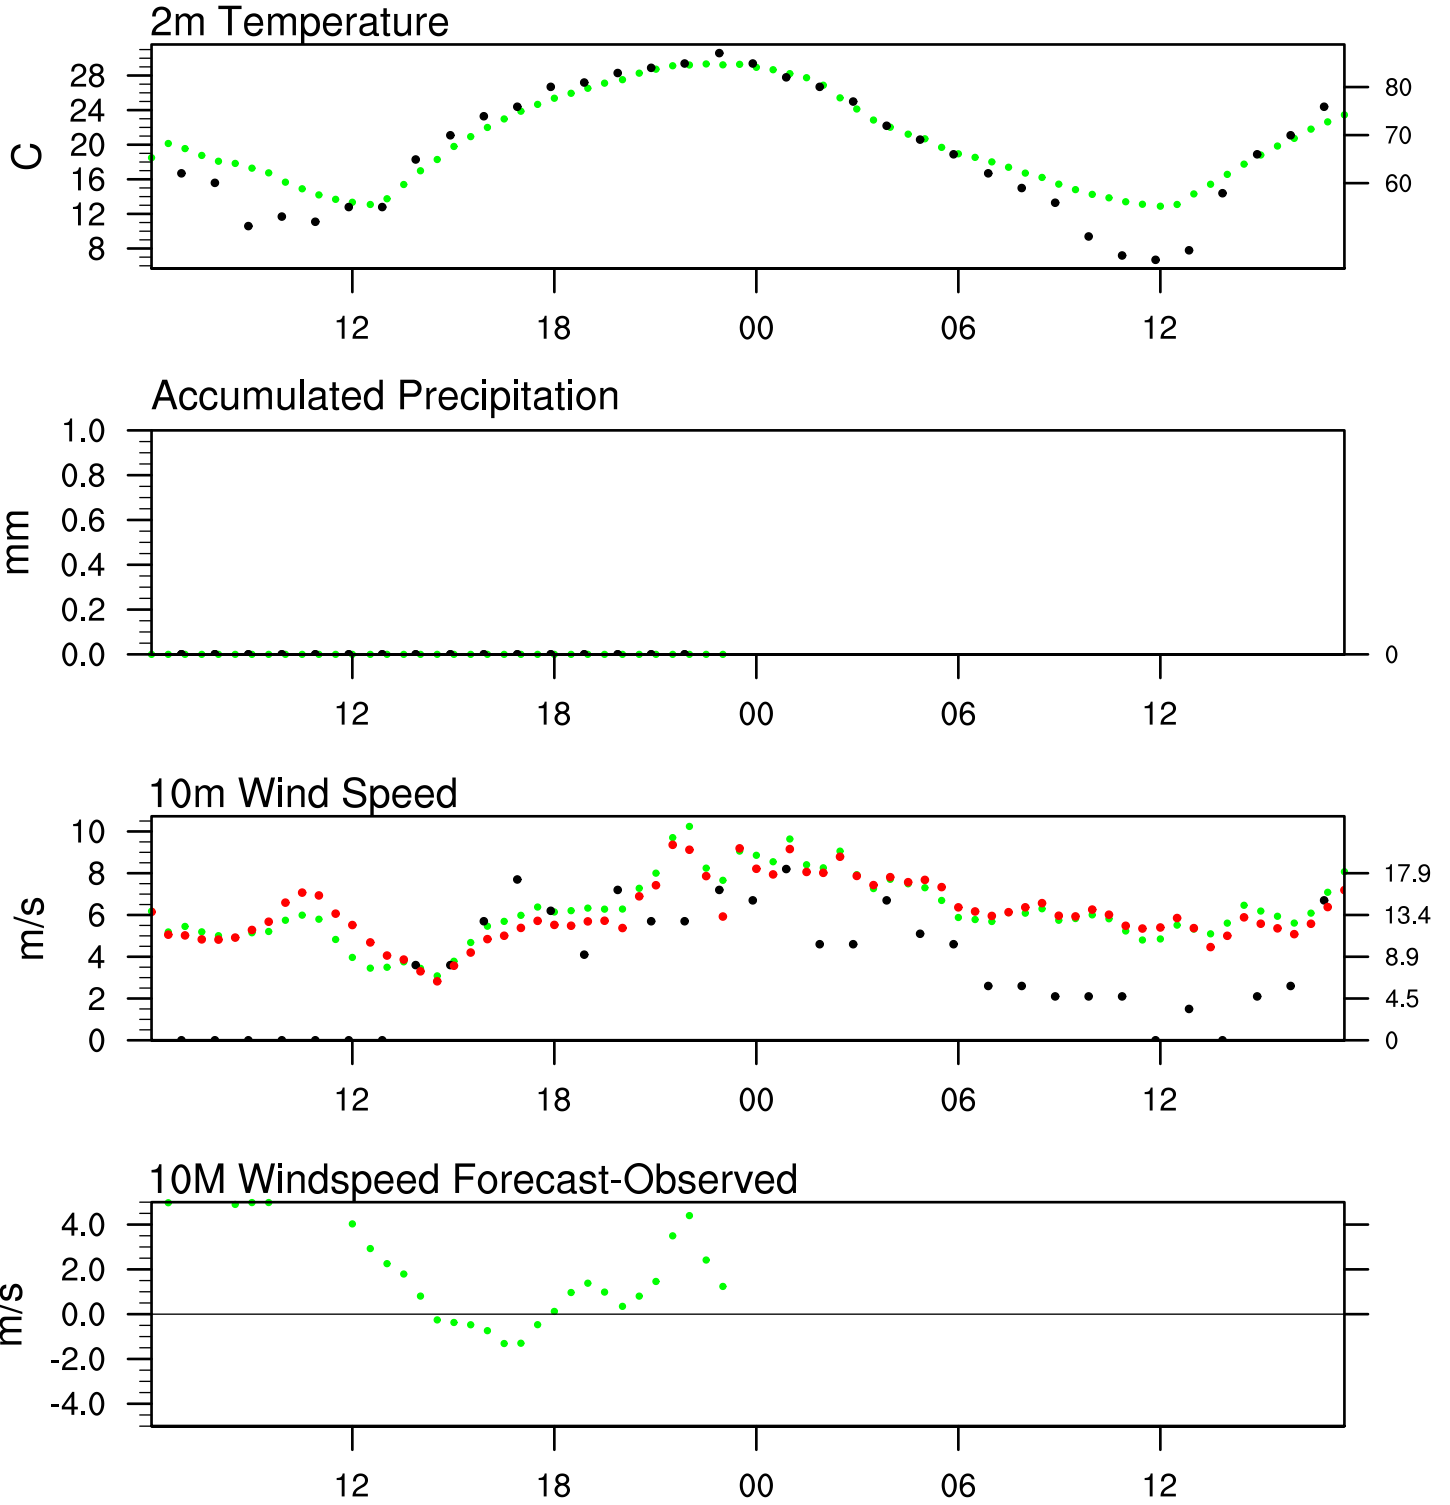 2m Temperature
C
28
24
20
16
12
8
80
70
60
12 18 00 06 12
Accumulated Precipitation
mm
1.0
0.8
0.6
0.4
0.2
0.0
0
12 18 00 06 12
10m Wind Speed
m/s
10
8
6
4
2
0
17.9
13.4
8.9
4.5
0
12 18 00 06 12
10M Windspeed Forecast-Observed
m/s
4.0
2.0
0.0
-2.0
-4.0
12 18 00 06 12